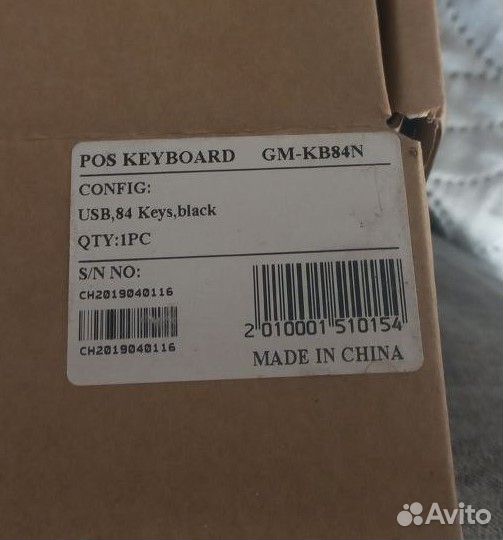 POS KEYBOARD GM-KB84N
CONFIG:
USB,84 Keys,black
QTY:1PC
S/N NO:
CH2019040116
CH2019040116
2 010001 510154
MADE IN CHINA
Avito